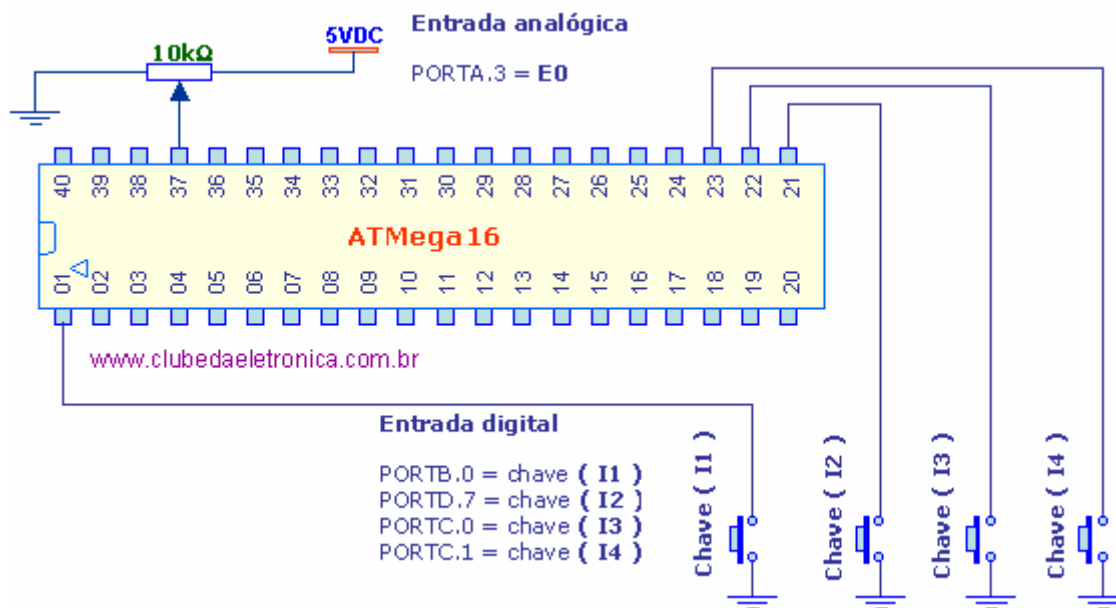 Entrada analógica
5VDC
10kΩ
PORTA.3 = E0
40 39 38 37 36 35 34 33 32 31 30 29 28 27 26 25 24 23 22 21
ATMega16
01 02 03 04 05 06 07 08 09 10 11 12 13 14 15 16 17 18 19 20
www.clubedaeletronica.com.br
Entrada digital
PORTB.0 = chave ( I1 )
PORTD.7 = chave ( I2 )
PORTC.0 = chave ( I3 )
PORTC.1 = chave ( I4 )
Chave ( I1 )
Chave ( I2 )
Chave ( I3 )
Chave ( I4 )